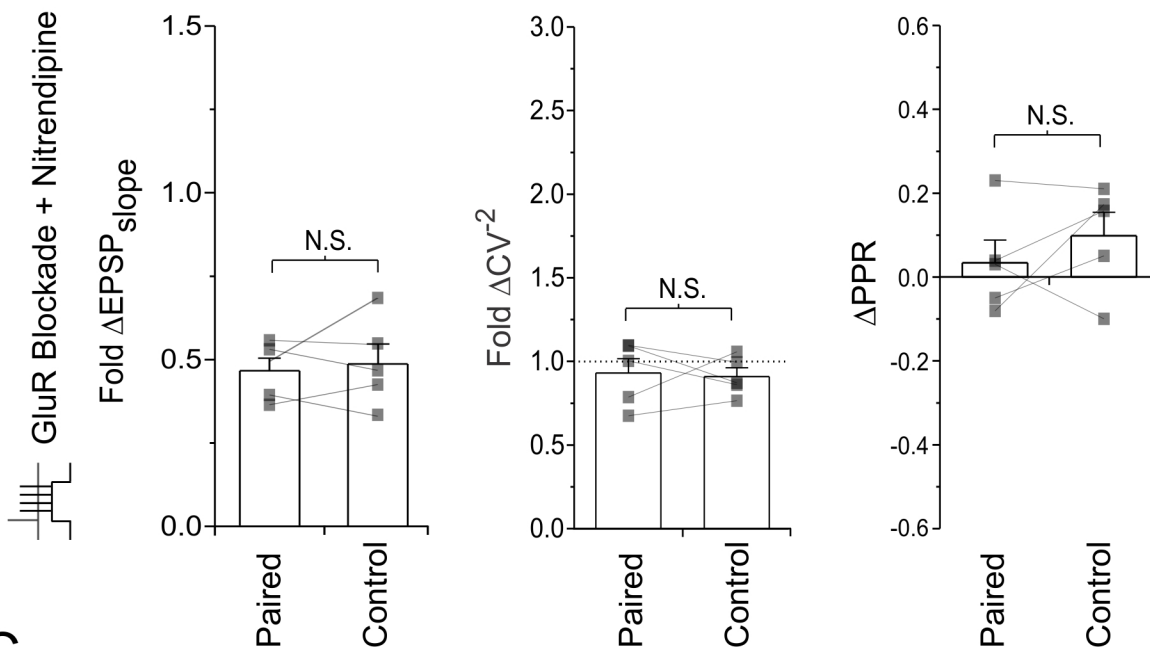 GluR Blockade + Nitrendipine
Fold ΔEPSPslope
1.5
1.0
0.5
0.0
N.S.
Paired
Control
Fold ΔCV-2
3.0
2.5
2.0
1.5
1.0
0.5
0.0
N.S.
Paired
Control
ΔPPR
0.6
0.4
0.2
0.0
-0.2
-0.4
-0.6
N.S.
Paired
Control